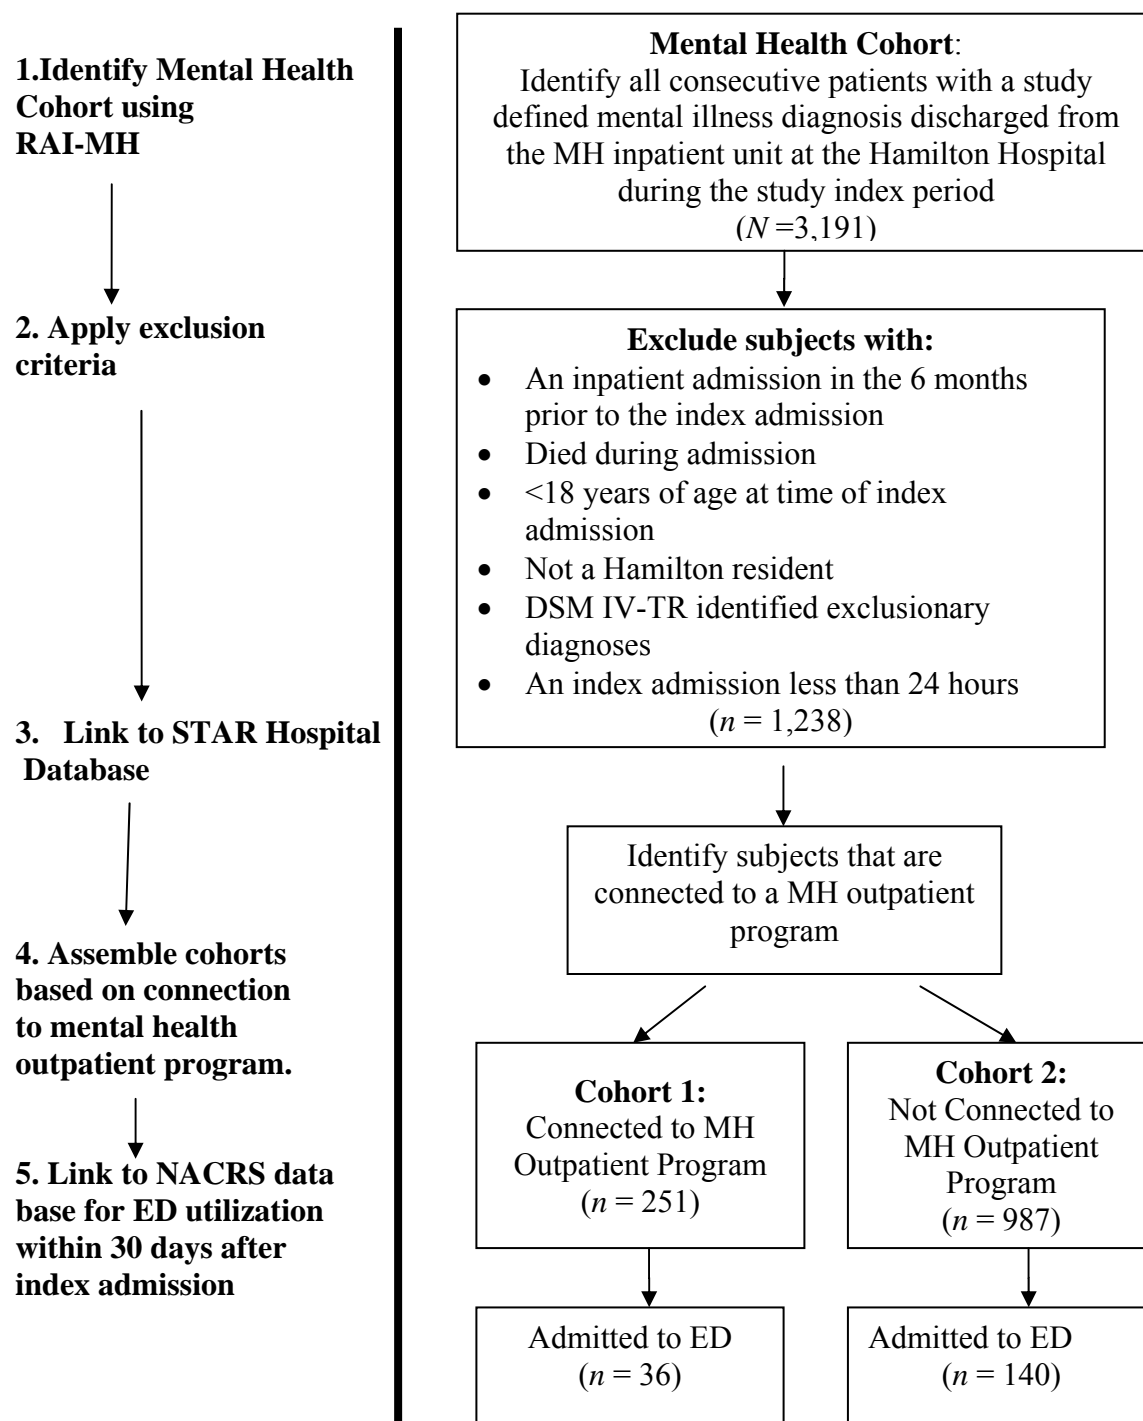 1.Identify Mental Health
Cohort using
RAI-MH
2. Apply exclusion
criteria
3. Link to STAR Hospital
Database
4. Assemble cohorts
based on connection
to mental health
outpatient program.
5. Link to NACRS data
base for ED utilization
within 30 days after
index admission
Mental Health Cohort:
Identify all consecutive patients with a study
defined mental illness diagnosis discharged from
the MH inpatient unit at the Hamilton Hospital
during the study index period
(N =3,191)
Exclude subjects with:
• An inpatient admission in the 6 months
prior to the index admission
• Died during admission
• <18 years of age at time of index
admission
• Not a Hamilton resident
• DSM IV-TR identified exclusionary
diagnoses
• An index admission less than 24 hours
(n = 1,238)
Identify subjects that are
connected to a MH outpatient
program
Cohort 1:
Connected to MH
Outpatient Program
(n = 251)
Cohort 2:
Not Connected to
MH Outpatient
Program
(n = 987)
Admitted to ED
(n = 36)
Admitted to ED
(n = 140)